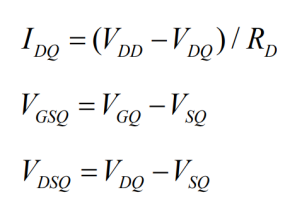 I_DQ = (V_DD − V_DQ) / R_D
V_GSQ = V_GQ − V_SQ
V_DSQ = V_DQ − V_SQ